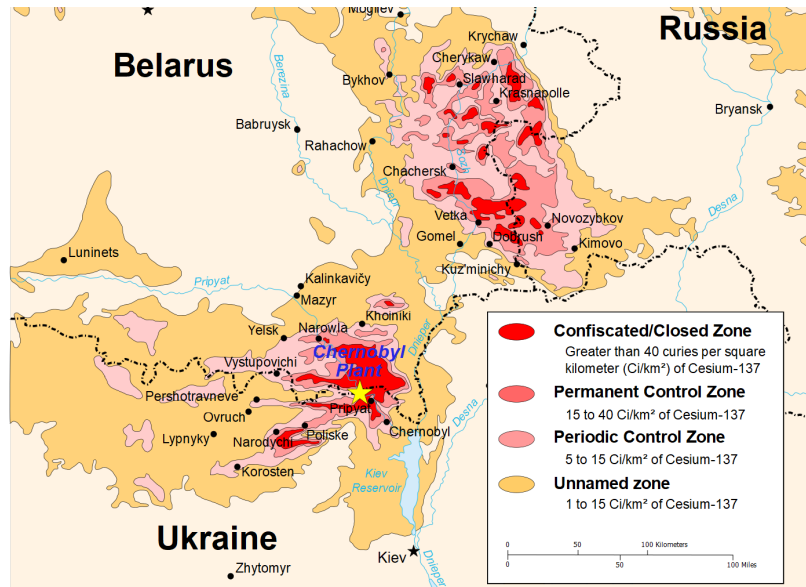 Mogilev
Russia
Krychaw
Cherykaw
Belarus
Berezina
Bykhov
Slawharad
Krasnapolle
Bryansk
Babruysk
Rahachow
Sozh
Chachersk
Dnepr
Desna
Vetka
Novozybkov
Gomel
Dobrush
Kimovo
Luninets
Kuz'minichy
Pripyat
Kalinkavičy
Mazyr
Khoiniki
Dnieper
Yelsk
Narowla
Chernobyl
Plant
Vystupovichi
Pershotravneve
Pripyat
Ovruch
Desna
Chernobyl
Poliske
Lypnyky
Narodychi
Korosten
Kiev
Reservoir
Ukraine
Kiev
Dnieper
Zhytomyr
Confiscated/Closed Zone
Greater than 40 curies per square
kilometer (Ci/km²) of Cesium-137
Permanent Control Zone
15 to 40 Ci/km² of Cesium-137
Periodic Control Zone
5 to 15 Ci/km² of Cesium-137
Unnamed zone
1 to 15 Ci/km² of Cesium-137
0 50 100 Kilometers
0 50 100 Miles